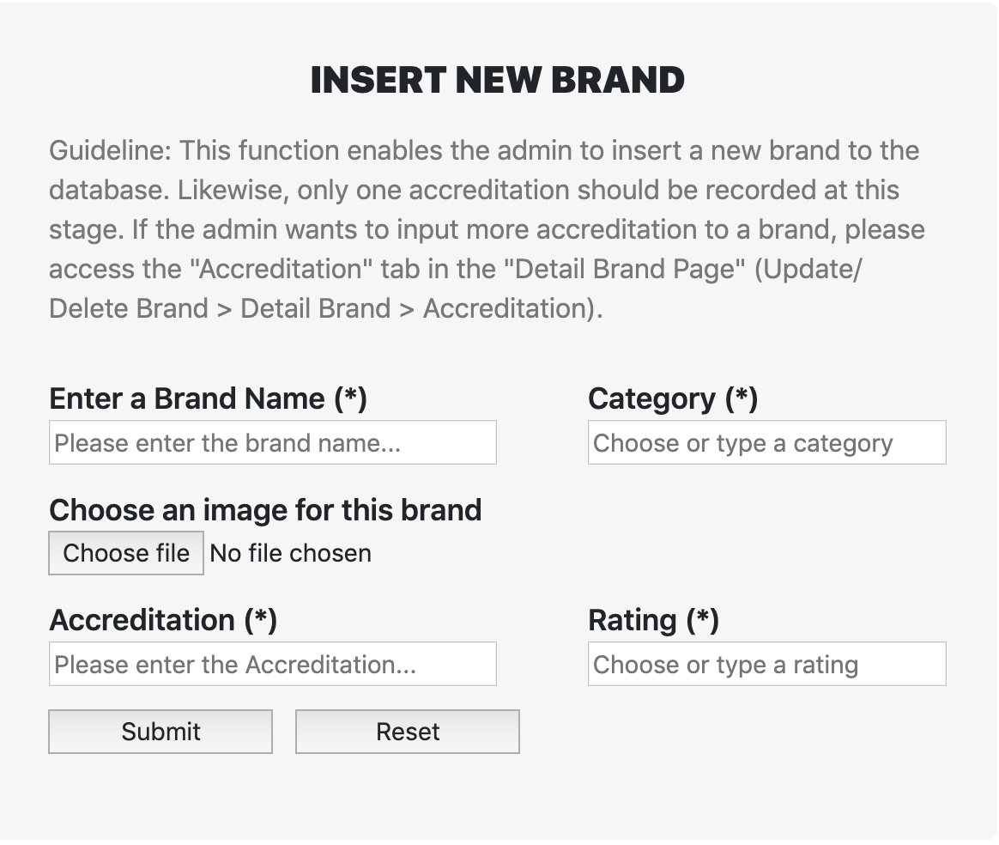 INSERT NEW BRAND
Guideline: This function enables the admin to insert a new brand to the
database. Likewise, only one accreditation should be recorded at this
stage. If the admin wants to input more accreditation to a brand, please
access the "Accreditation" tab in the "Detail Brand Page" (Update/
Delete Brand > Detail Brand > Accreditation).
Enter a Brand Name (*)
Category (*)
Please enter the brand name...
Choose or type a category
Choose an image for this brand
Choose file No file chosen
Accreditation (*)
Rating (*)
Please enter the Accreditation...
Choose or type a rating
Submit
Reset